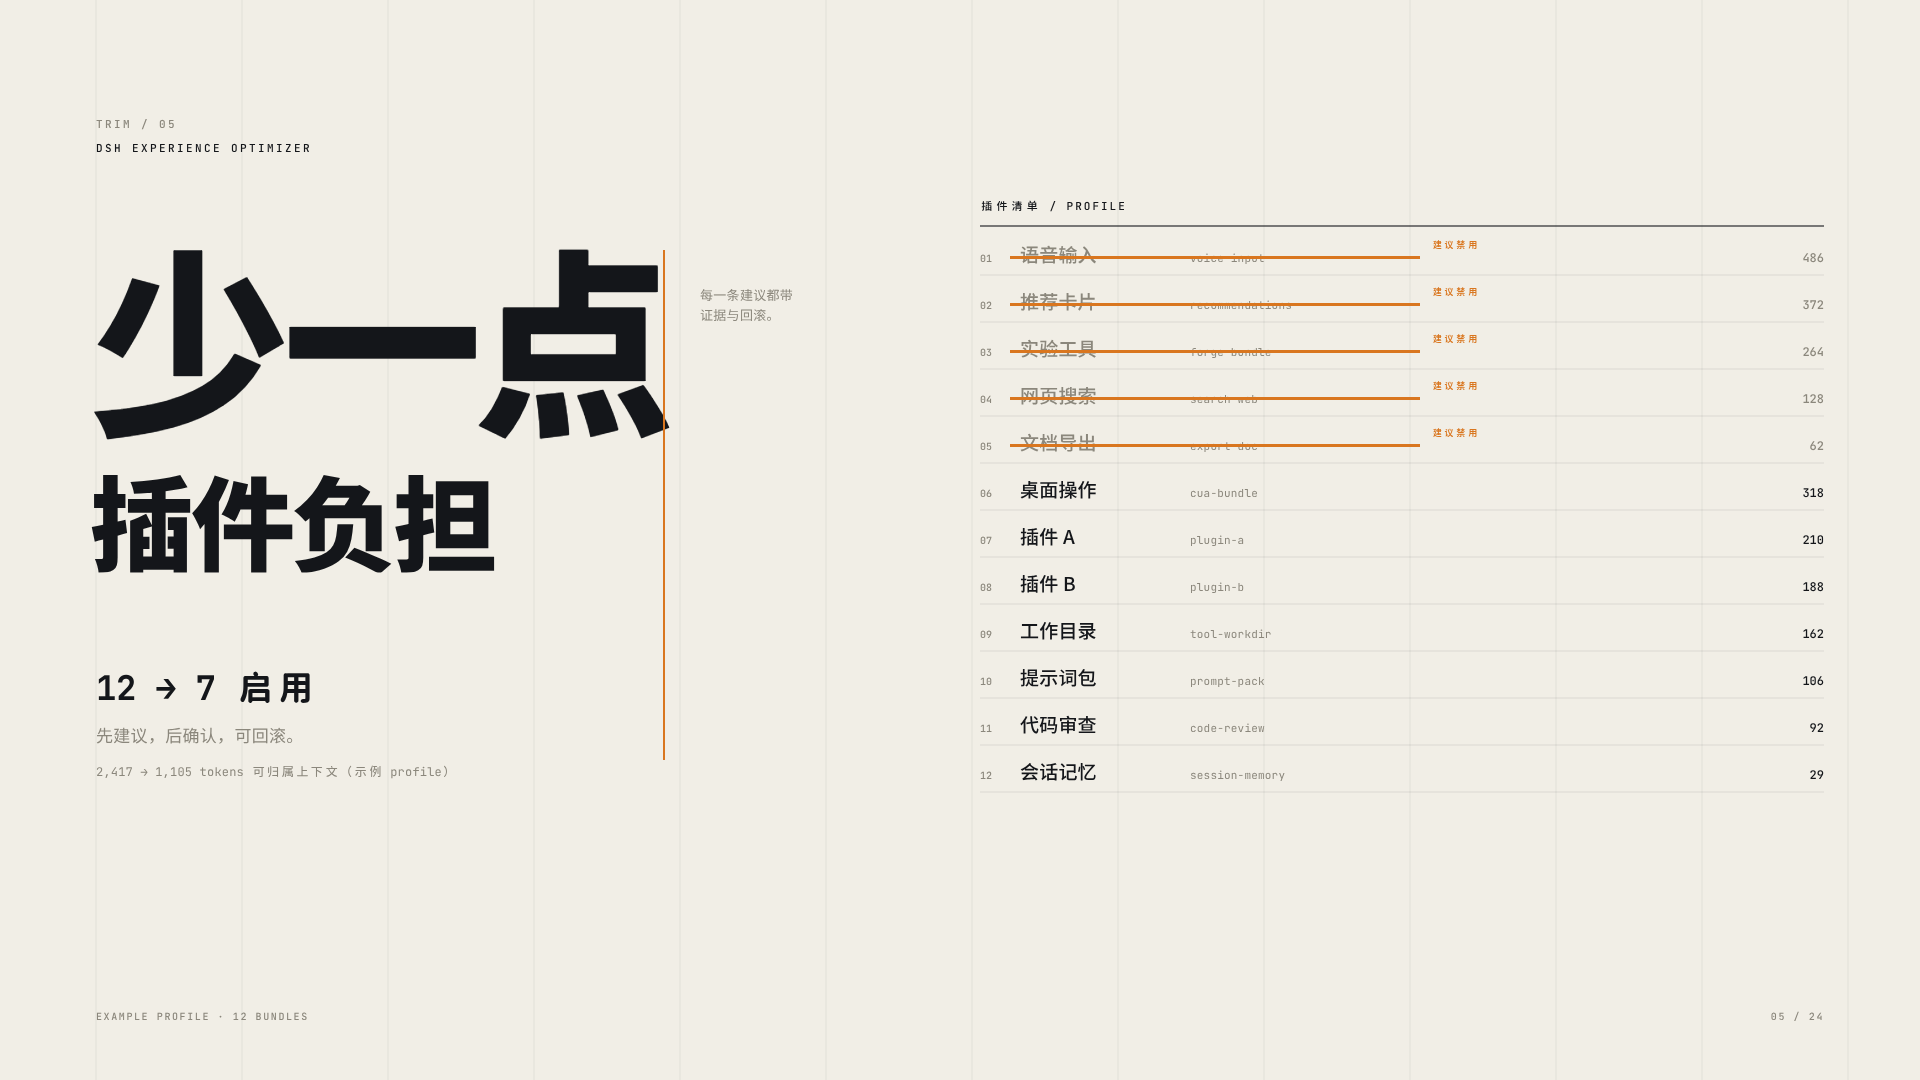 TRIM / 05
DSH EXPERIENCE OPTIMIZER
少一点
插件负担
每一条建议都带
证据与回滚。
12 → 7 启用
先建议，后确认，可回滚。
2,417 → 1,105 tokens 可归属上下文（示例 profile）
插件清单 / PROFILE
01 语音输入 voice-input 建议禁用 486
02 推荐卡片 recommendations 建议禁用 372
03 实验工具 forge-bundle 建议禁用 264
04 网页搜索 search-web 建议禁用 128
05 文档导出 export-doc 建议禁用 62
06 桌面操作 cua-bundle 318
07 插件 A plugin-a 210
08 插件 B plugin-b 188
09 工作目录 tool-workdir 162
10 提示词包 prompt-pack 106
11 代码审查 code-review 92
12 会话记忆 session-memory 29
EXAMPLE PROFILE · 12 BUNDLES
05 / 24